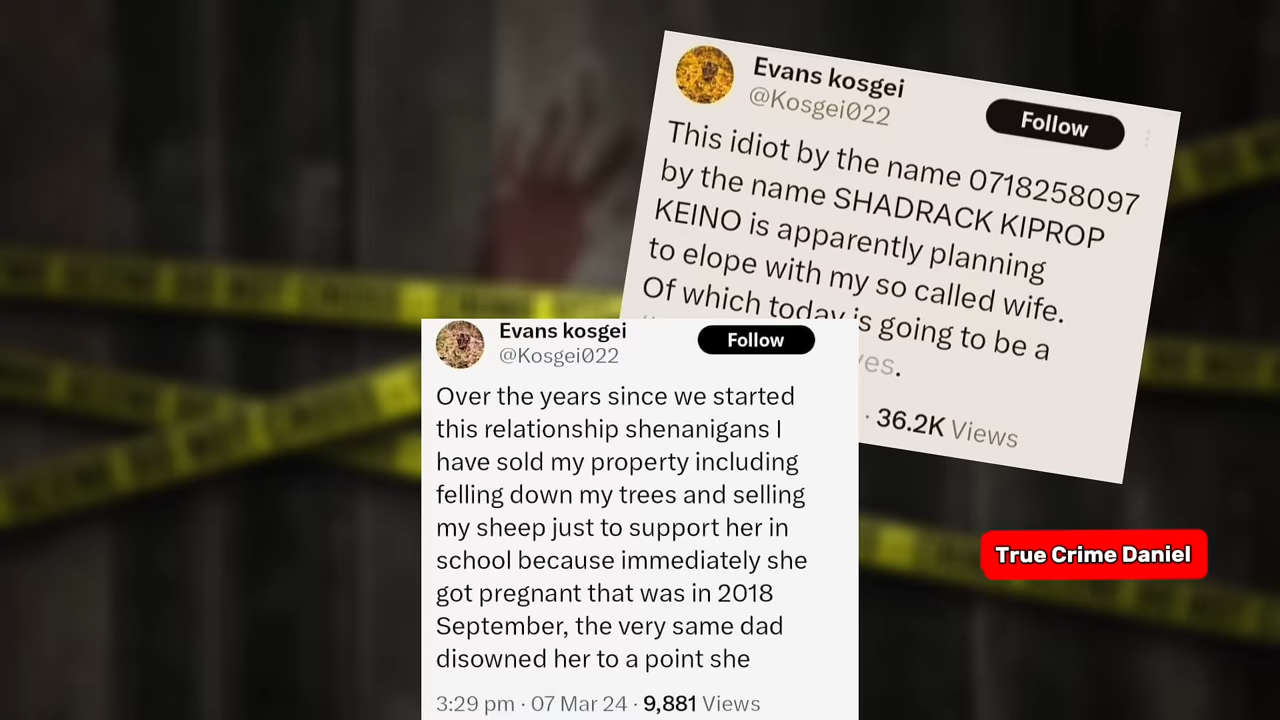 Evans kosgei
@Kosgei022
Follow
This idiot by the name 0718258097
by the name SHADRACK KIPROP
KEINO is apparently planning
to elope with my so called wife.
Of which today is going to be a
yes.
· 36.2K Views
Evans kosgei
@Kosgei022
Follow
Over the years since we started
this relationship shenanigans I
have sold my property including
felling down my trees and selling
my sheep just to support her in
school because immediately she
got pregnant that was in 2018
September, the very same dad
disowned her to a point she
3:29 pm · 07 Mar 24 · 9,881 Views
True Crime Daniel